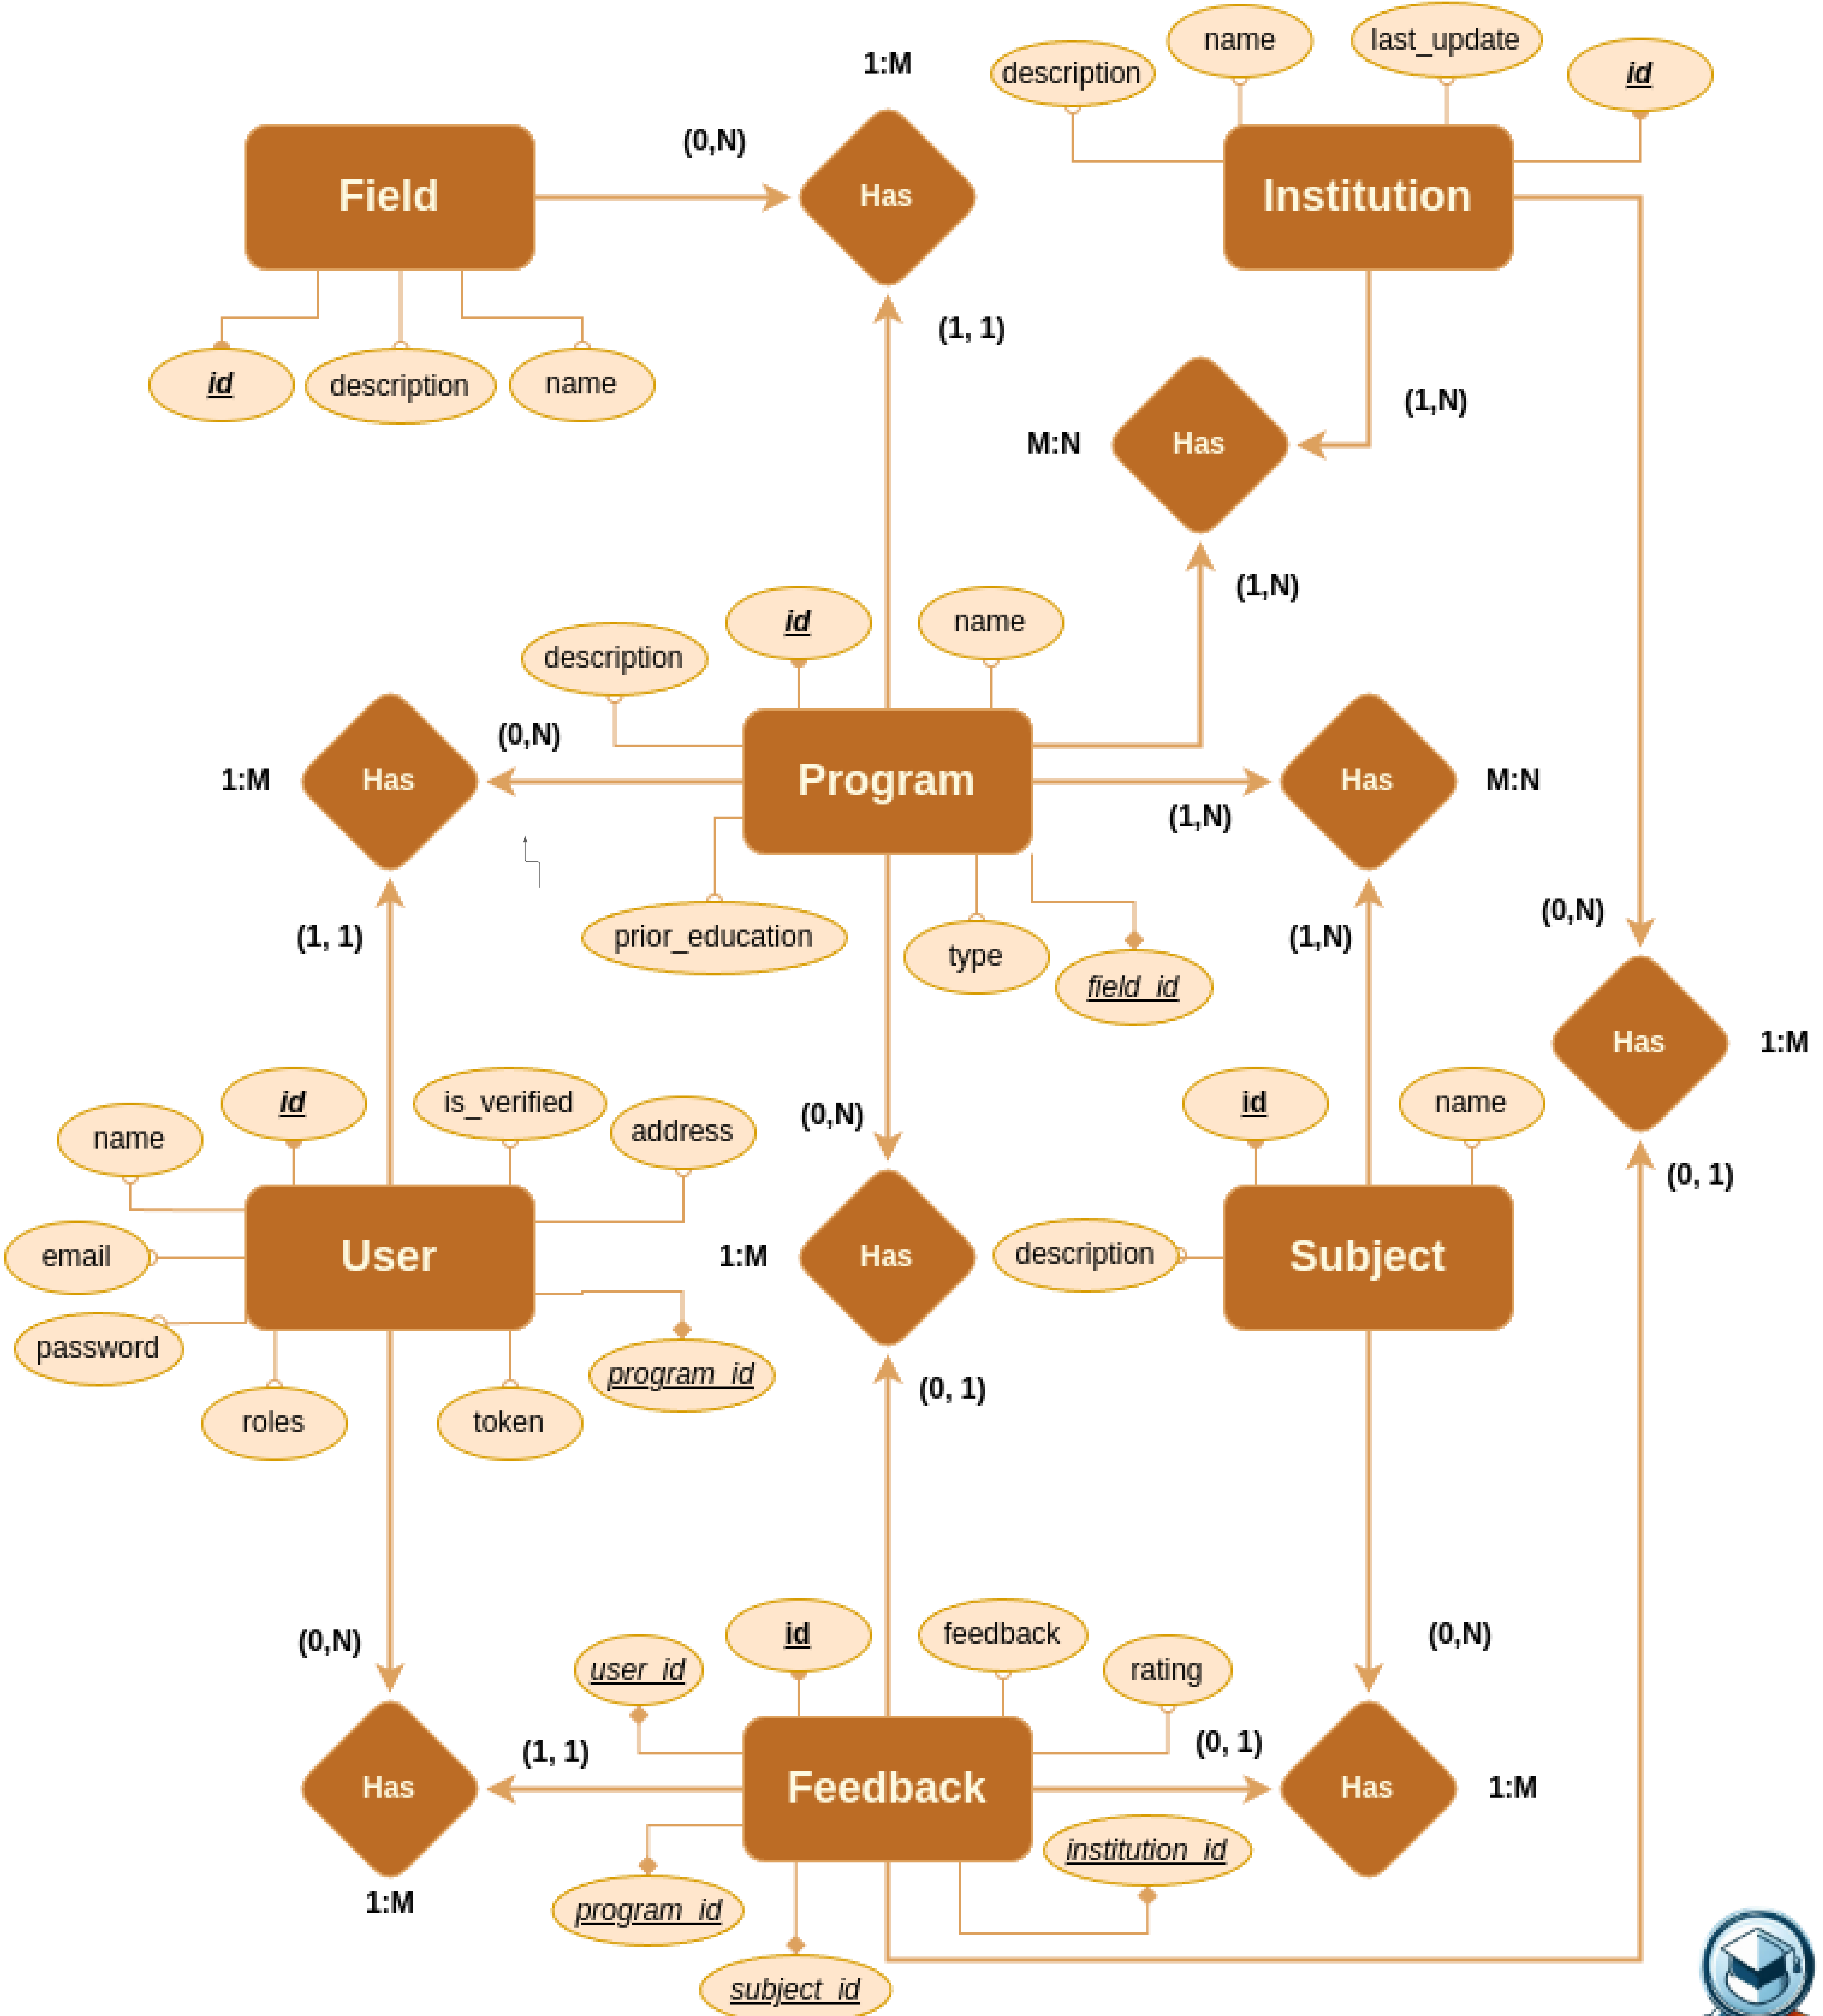 1:M
description
name
last_update
id
(0,N)
Field
Has
Institution
(1, 1)
id
description
name
(1,N)
M:N
Has
(1,N)
description
id
name
(0,N)
1:M
Has
Program
Has
M:N
(1,N)
(1, 1)
prior_education
type
field_id
(1,N)
(0,N)
Has
1:M
name
id
is_verified
address
(0,N)
id
name
(0, 1)
email
User
1:M
Has
description
Subject
password
program_id
(0, 1)
roles
token
(0,N)
user_id
id
feedback
rating
(0,N)
(1, 1)
(0, 1)
Has
Feedback
Has
1:M
institution_id
1:M
program_id
subject_id